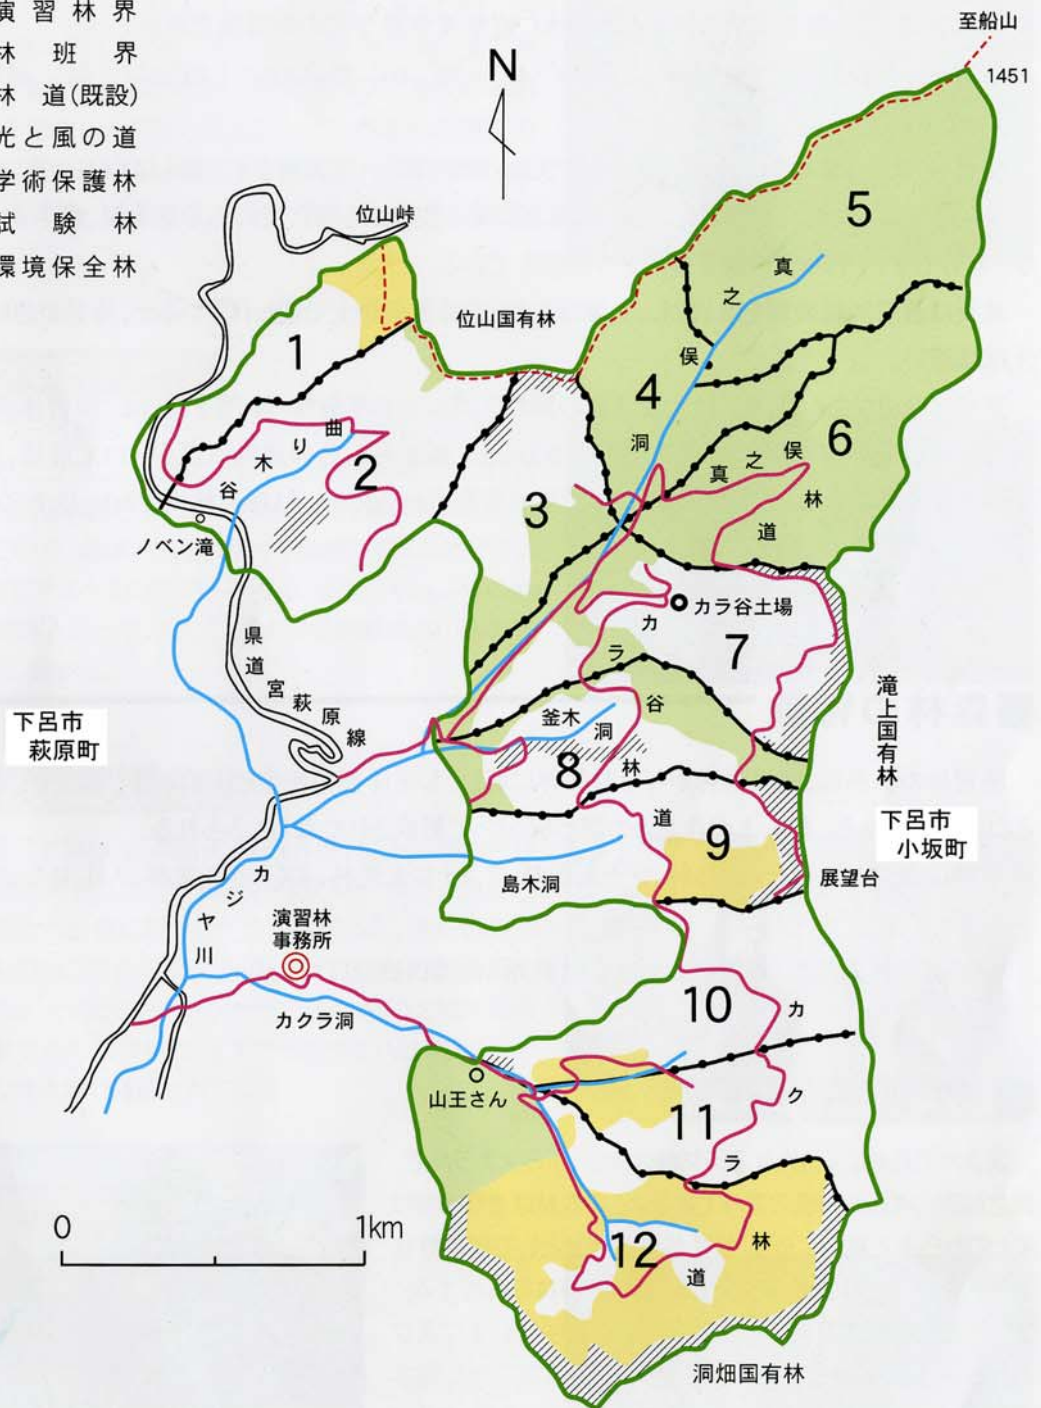 演習林界
林班界
林道(既設)
光と風の道
学術保護林
試験林
環境保全林
至船山
1451
N
位山峠
位山国有林
1
2
3
4
5
6
7
8
9
10
11
12
真之俣洞
真之俣林道
曲り木谷
ノベン滝
県道宮萩原線
カラ谷土場
カラ谷林道
釜木洞
島木洞
滝上国有林
下呂市
萩原町
下呂市
小坂町
展望台
カジヤ川
演習林
事務所
カクラ洞
山王さん
カクラ林道
0
1km
洞畑国有林